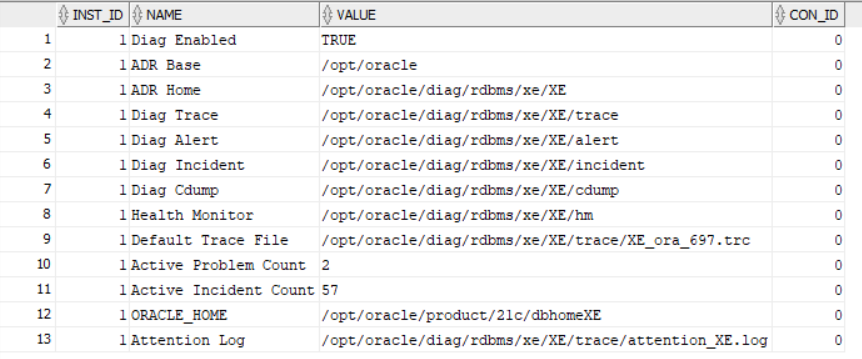 INST_ID NAME VALUE CON_ID
1 1 Diag Enabled TRUE 0
2 1 ADR Base /opt/oracle 0
3 1 ADR Home /opt/oracle/diag/rdbms/xe/XE 0
4 1 Diag Trace /opt/oracle/diag/rdbms/xe/XE/trace 0
5 1 Diag Alert /opt/oracle/diag/rdbms/xe/XE/alert 0
6 1 Diag Incident /opt/oracle/diag/rdbms/xe/XE/incident 0
7 1 Diag Cdump /opt/oracle/diag/rdbms/xe/XE/cdump 0
8 1 Health Monitor /opt/oracle/diag/rdbms/xe/XE/hm 0
9 1 Default Trace File /opt/oracle/diag/rdbms/xe/XE/trace/XE_ora_697.trc 0
10 1 Active Problem Count 2 0
11 1 Active Incident Count 57 0
12 1 ORACLE_HOME /opt/oracle/product/21c/dbhomeXE 0
13 1 Attention Log /opt/oracle/diag/rdbms/xe/XE/trace/attention_XE.log 0